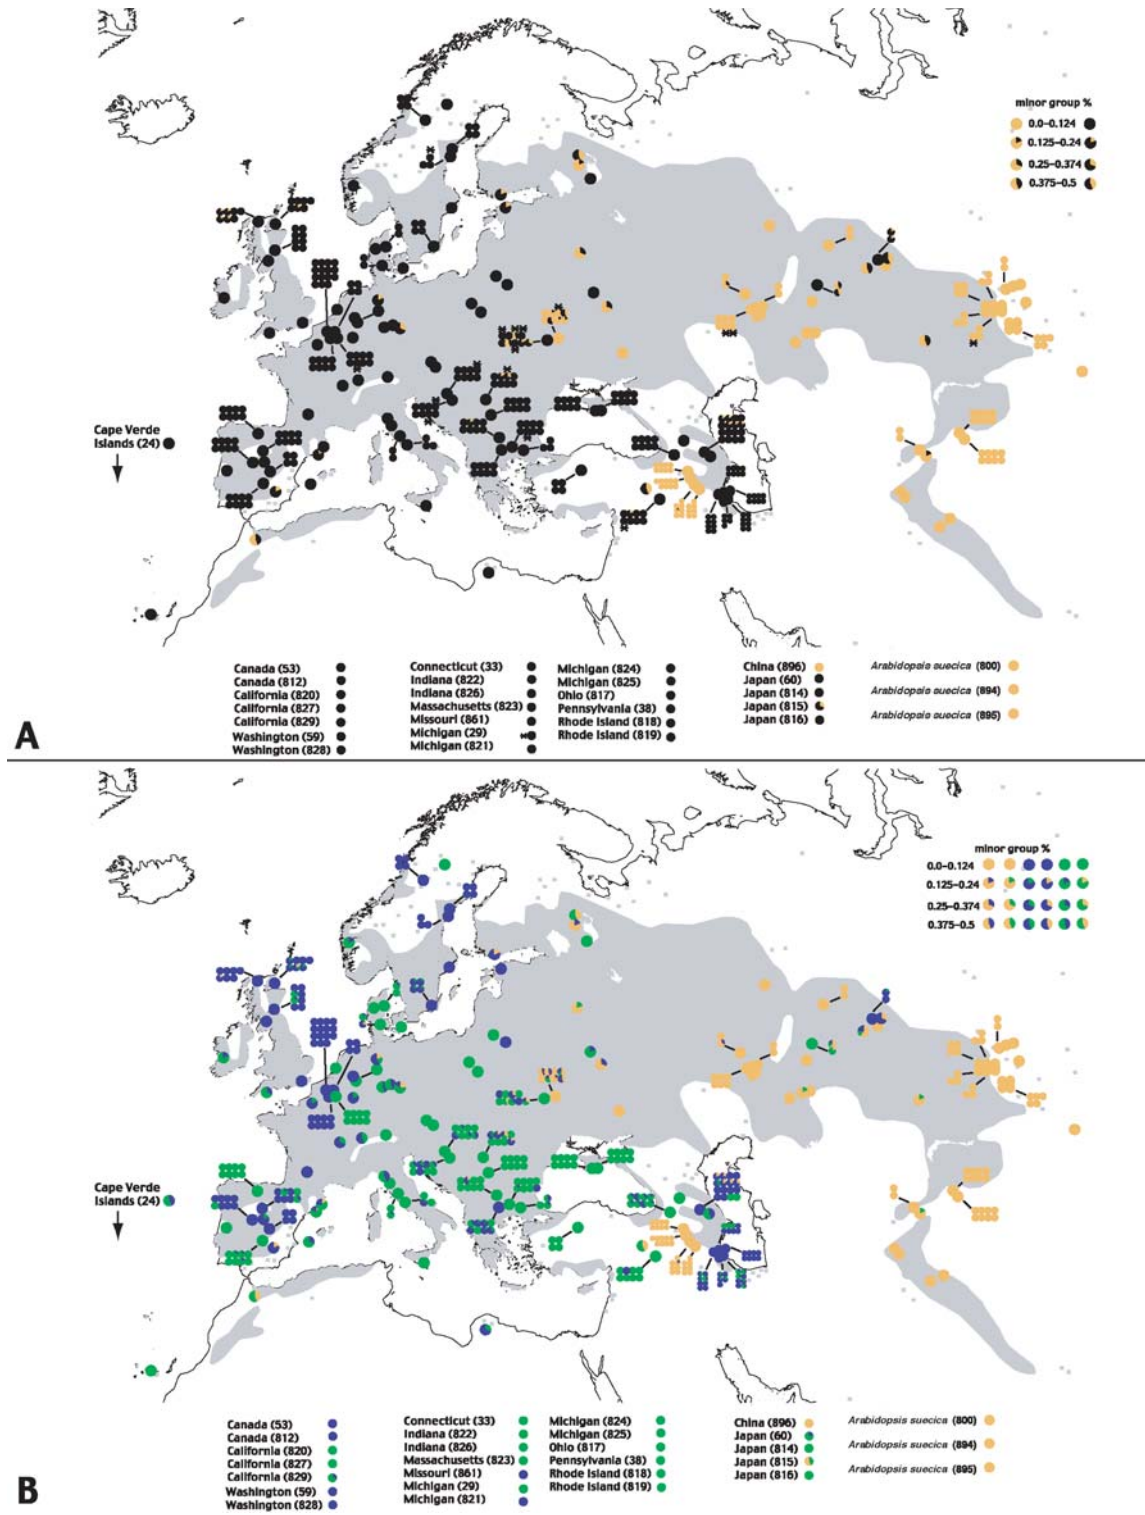 minor group %
0.0–0.124
0.125–0.24
0.25–0.374
0.375–0.5
Cape Verde
Islands (24)
Canada (53)
Canada (812)
California (820)
California (827)
California (829)
Washington (59)
Washington (828)
Connecticut (33)
Indiana (822)
Indiana (826)
Massachusetts (823)
Missouri (861)
Michigan (29)
Michigan (821)
Michigan (824)
Michigan (825)
Ohio (817)
Pennsylvania (38)
Rhode Island (818)
Rhode Island (819)
China (896)
Japan (60)
Japan (814)
Japan (815)
Japan (816)
Arabidopsis suecica (800)
Arabidopsis suecica (894)
Arabidopsis suecica (895)
A
minor group %
0.0–0.124
0.125–0.24
0.25–0.374
0.375–0.5
Cape Verde
Islands (24)
Canada (53)
Canada (812)
California (820)
California (827)
California (829)
Washington (59)
Washington (828)
Connecticut (33)
Indiana (822)
Indiana (826)
Massachusetts (823)
Missouri (861)
Michigan (29)
Michigan (821)
Michigan (824)
Michigan (825)
Ohio (817)
Pennsylvania (38)
Rhode Island (818)
Rhode Island (819)
China (896)
Japan (60)
Japan (814)
Japan (815)
Japan (816)
Arabidopsis suecica (800)
Arabidopsis suecica (894)
Arabidopsis suecica (895)
B